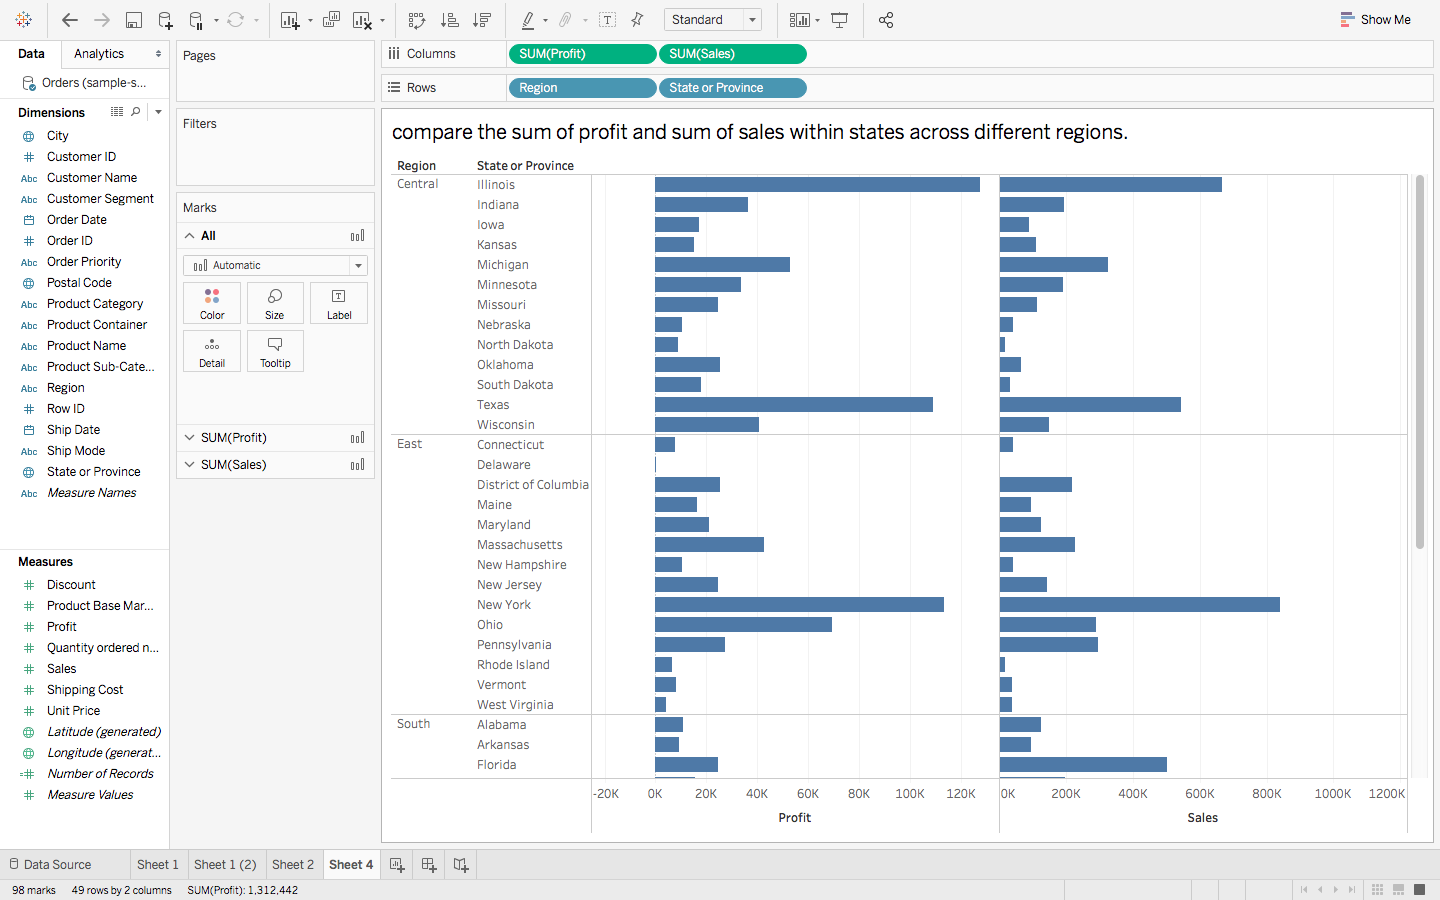 Standard
Show Me
Data
Analytics
Pages
Columns
SUM(Profit)
SUM(Sales)
Orders (sample-s...
Rows
Region
State or Province
Dimensions
City
Customer ID
Customer Name
Customer Segment
Order Date
Order ID
Order Priority
Postal Code
Product Category
Product Container
Product Name
Product Sub-Cate...
Region
Row ID
Ship Date
Ship Mode
State or Province
Measure Names
Measures
Discount
Product Base Mar...
Profit
Quantity ordered n...
Sales
Shipping Cost
Unit Price
Latitude (generated)
Longitude (generat...
Number of Records
Measure Values
Filters
Marks
All
Automatic
Color
Size
Label
Detail
Tooltip
SUM(Profit)
SUM(Sales)
compare the sum of profit and sum of sales within states across different regions.
Region State or Province
Central Illinois
Indiana
Iowa
Kansas
Michigan
Minnesota
Missouri
Nebraska
North Dakota
Oklahoma
South Dakota
Texas
Wisconsin
East Connecticut
Delaware
District of Columbia
Maine
Maryland
Massachusetts
New Hampshire
New Jersey
New York
Ohio
Pennsylvania
Rhode Island
Vermont
West Virginia
South Alabama
Arkansas
Florida
-20K 0K 20K 40K 60K 80K 100K 120K 0K 200K 400K 600K 800K 1000K 1200K
Profit Sales
Data Source Sheet 1 Sheet 1 (2) Sheet 2 Sheet 4
98 marks 49 rows by 2 columns SUM(Profit): 1,312,442